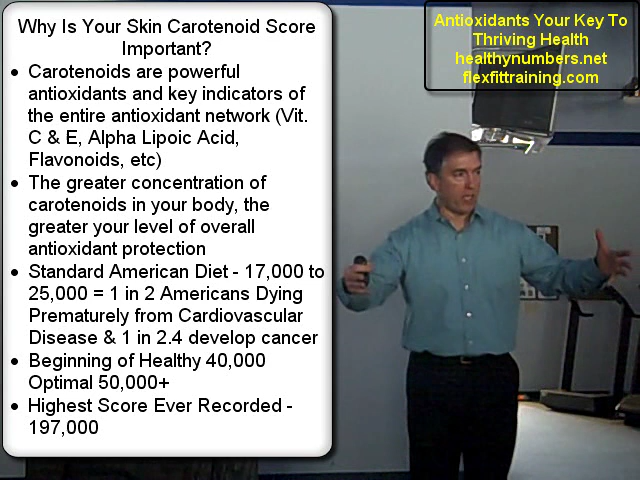 Why Is Your Skin Carotenoid Score
Important?
• Carotenoids are powerful
antioxidants and key indicators of
the entire antioxidant network (Vit.
C & E, Alpha Lipoic Acid,
Flavonoids, etc)
• The greater concentration of
carotenoids in your body, the
greater your level of overall
antioxidant protection
• Standard American Diet - 17,000 to
25,000 = 1 in 2 Americans Dying
Prematurely from Cardiovascular
Disease & 1 in 2.4 develop cancer
• Beginning of Healthy 40,000
Optimal 50,000+
• Highest Score Ever Recorded -
197,000
Antioxidants Your Key To
Thriving Health
healthynumbers.net
flexfittraining.com